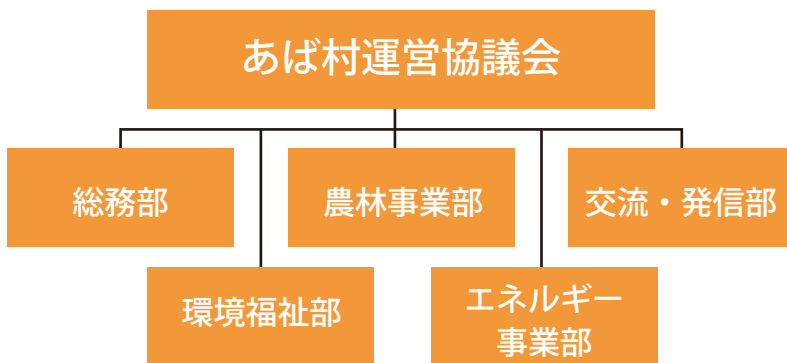 あば村運営協議会
総務部
農林事業部
交流・発信部
環境福祉部
エネルギー
事業部